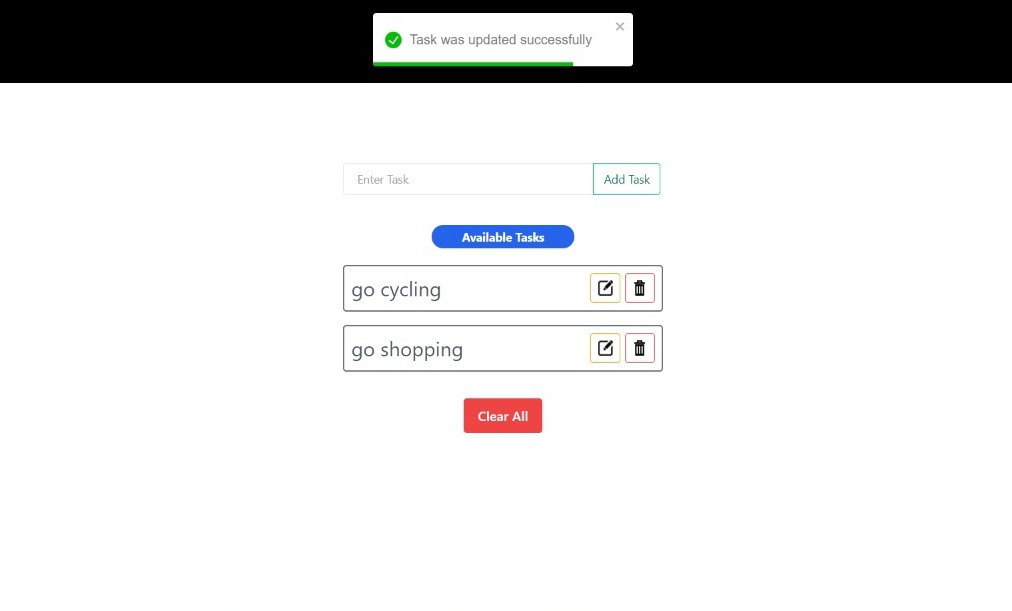 Task was updated successfully
Enter Task
Add Task
Available Tasks
go cycling
go shopping
Clear All